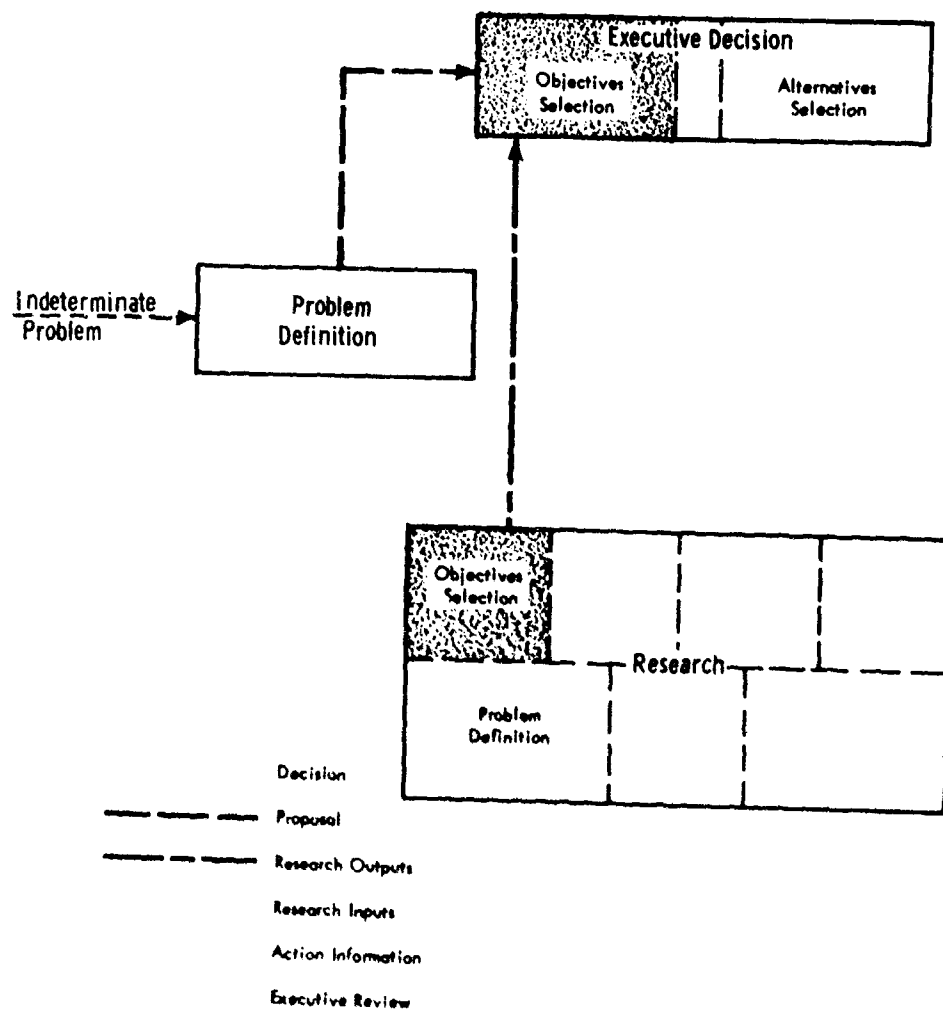 Executive Decision
Objectives
Selection
Alternatives
Selection
Indeterminate
Problem
Problem
Definition
Objectives
Selection
Research
Problem
Definition
Decision
Proposal
Research Outputs
Research Inputs
Action Information
Executive Review